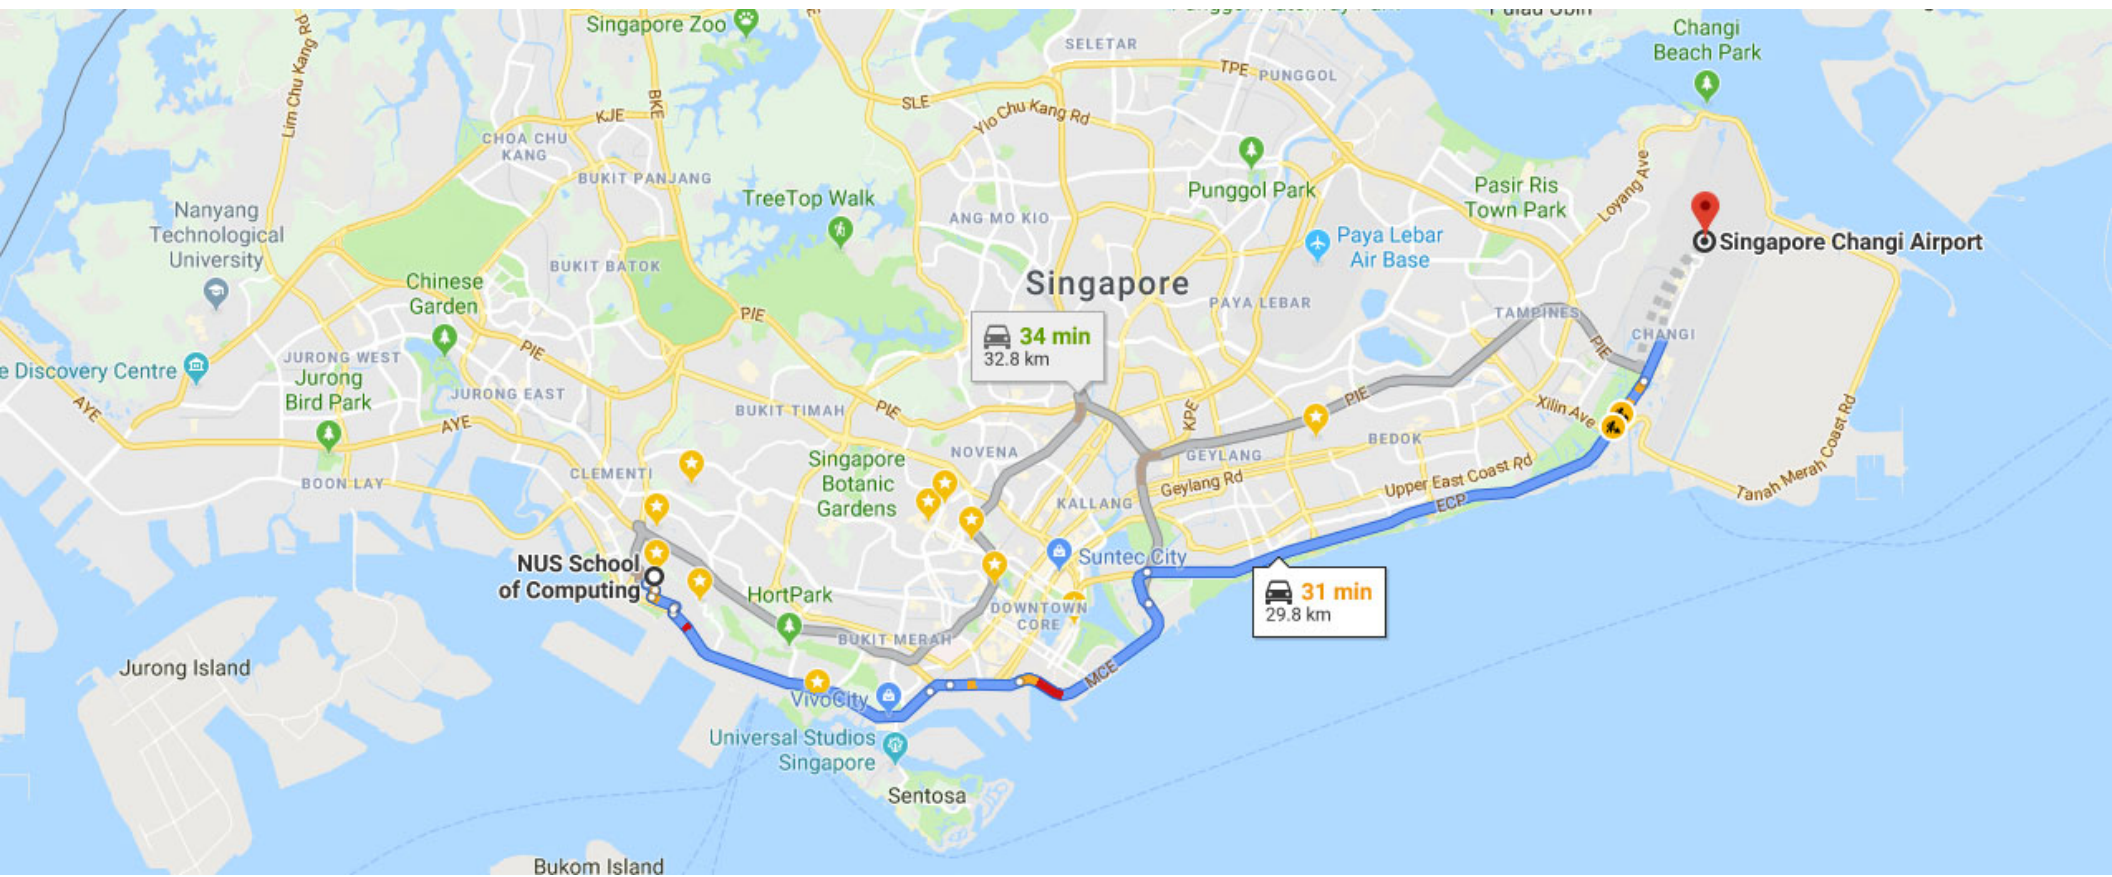 Singapore Zoo
Changi
Beach Park
SELETAR
TPE
PUNGGOL
Lim Chu Kang Rd
KJE
BKE
SLE
Yio Chu Kang Rd
CHOA CHU
KANG
BUKIT PANJANG
TreeTop Walk
ANG MO KIO
Punggol Park
Pasir Ris
Town Park
Loyang Ave
Nanyang
Technological
University
Paya Lebar
Air Base
Singapore Changi Airport
BUKIT BATOK
Chinese
Garden
Singapore
PAYA LEBAR
TAMPINES
CHANGI
PIE
34 min
32.8 km
PIE
PIE
JURONG WEST
e Discovery Centre
Jurong
Bird Park
JURONG EAST
AYE
AYE
BUKIT TIMAH
PIE
KPE
PIE
Xilin Ave
BEDOK
Tanah Merah Coast Rd
NOVENA
GEYLANG
Singapore
Botanic
Gardens
CLEMENTI
BOON LAY
KALLANG
Geylang Rd
Upper East Coast Rd
ECP
NUS School
of Computing
Suntec City
HortPark
DOWNTOWN
CORE
31 min
29.8 km
BUKIT MERAH
Jurong Island
MCE
VivoCity
Universal Studios
Singapore
Sentosa
Bukom Island